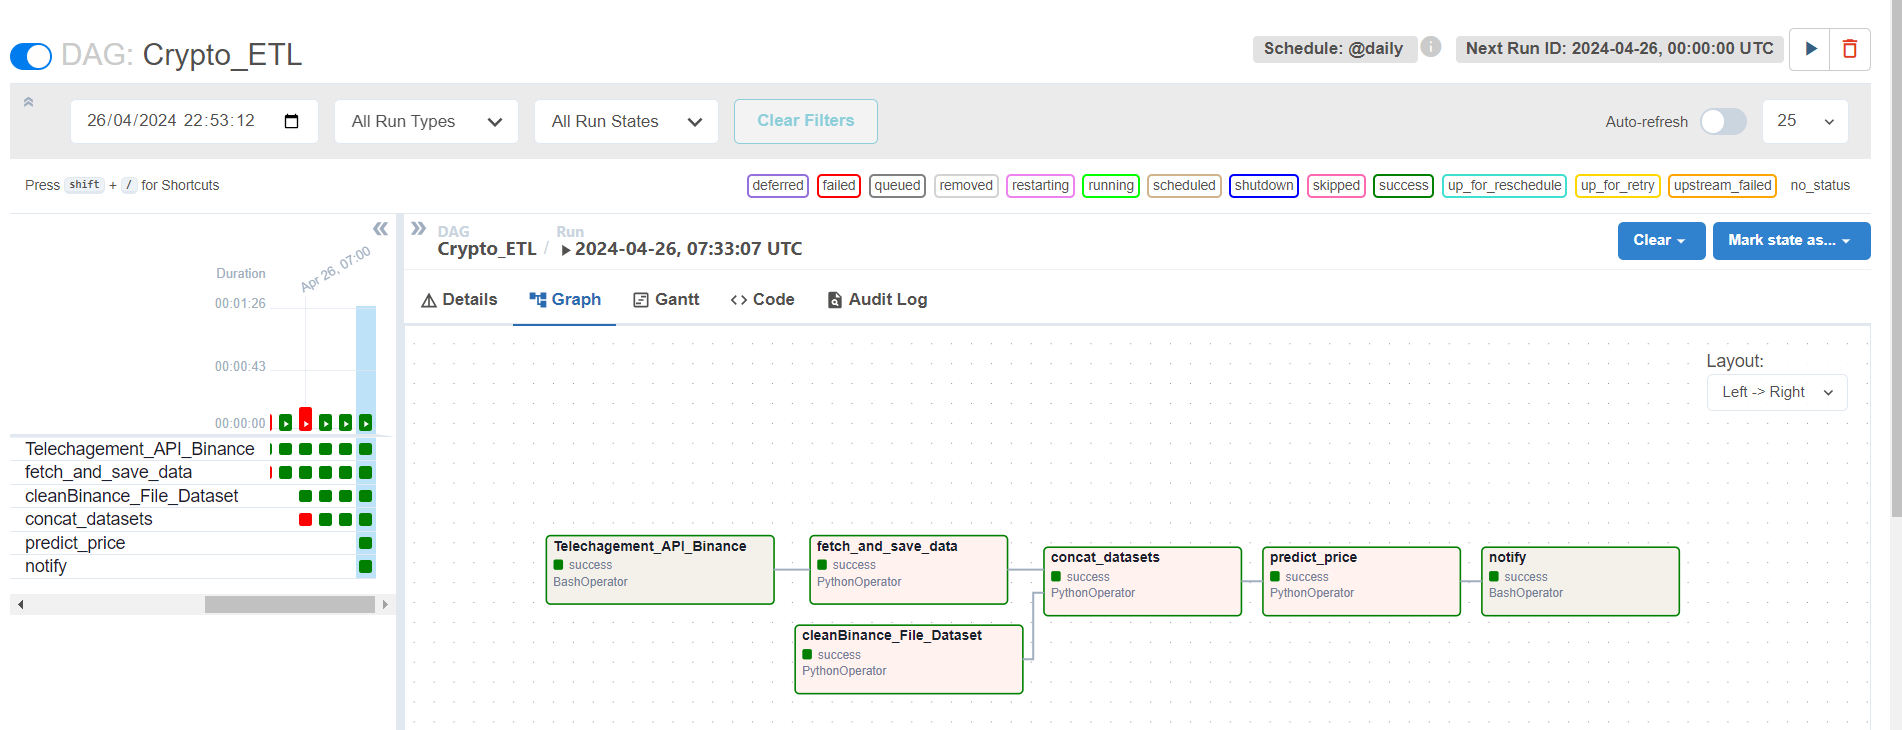 DAG: Crypto_ETL
Schedule: @daily
Next Run ID: 2024-04-26, 00:00:00 UTC
26/04/2024 22:53:12
All Run Types
All Run States
Clear Filters
Auto-refresh
25
Press shift + / for Shortcuts
deferred
failed
queued
removed
restarting
running
scheduled
shutdown
skipped
success
up_for_reschedule
up_for_retry
upstream_failed
no_status
Duration
Apr 26, 07:00
00:01:26
00:00:43
00:00:00
Telechagement_API_Binance
fetch_and_save_data
cleanBinance_File_Dataset
concat_datasets
predict_price
notify
DAG
Crypto_ETL /
Run
2024-04-26, 07:33:07 UTC
Clear
Mark state as...
Details
Graph
Gantt
Code
Audit Log
Layout:
Left -> Right
Telechagement_API_Binance
success
BashOperator
fetch_and_save_data
success
PythonOperator
cleanBinance_File_Dataset
success
PythonOperator
concat_datasets
success
PythonOperator
predict_price
success
PythonOperator
notify
success
BashOperator